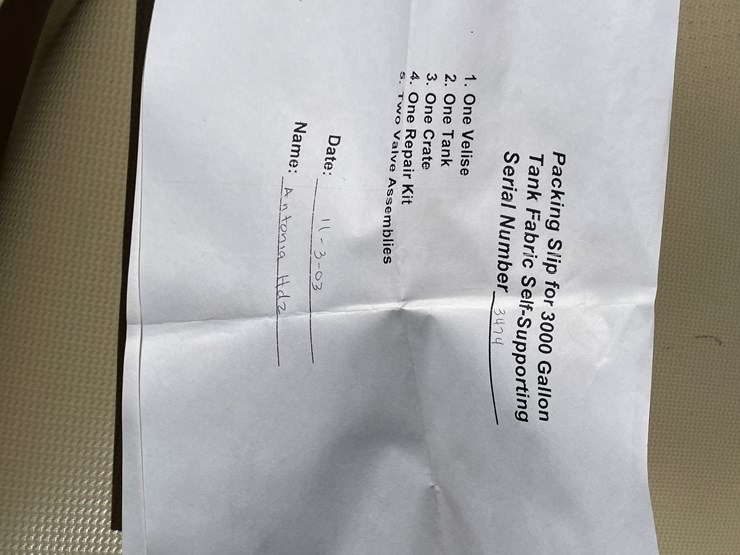 Packing Slip for 3000 Gallon
Tank Fabric Self-Supporting
Serial Number 3474
1. One Velise
2. One Tank
3. One Crate
4. One Repair Kit
5. Two Valve Assemblies
Date: 11-3-03
Name: Antonia Hdz